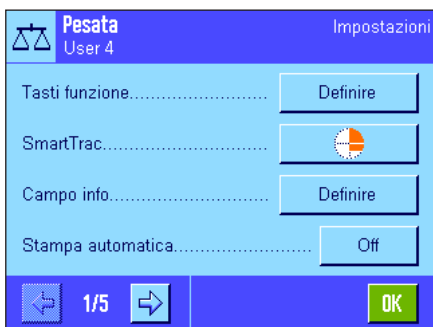 Pesata
Impostazioni
User 4
Tasti funzione.......................... Definire
SmartTrac...............................
Campo info.............................. Definire
Stampa automatica...................... Off
1/5
OK